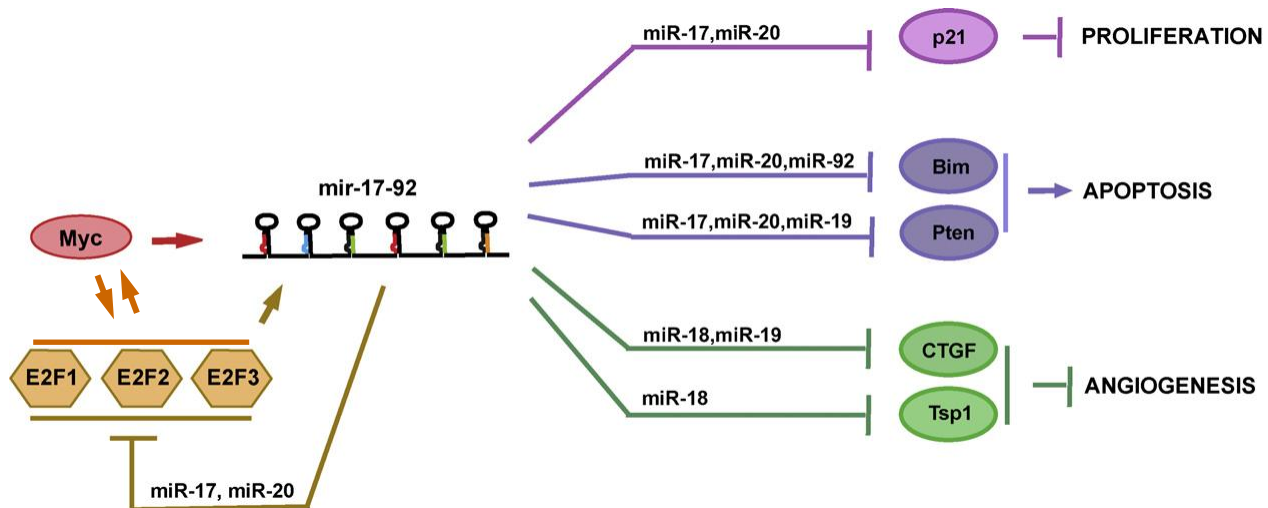 miR-17,miR-20
p21
PROLIFERATION
miR-17,miR-20,miR-92
Bim
mir-17-92
APOPTOSIS
miR-17,miR-20,miR-19
Pten
Myc
miR-18,miR-19
CTGF
E2F1
E2F2
E2F3
ANGIOGENESIS
miR-18
Tsp1
miR-17, miR-20